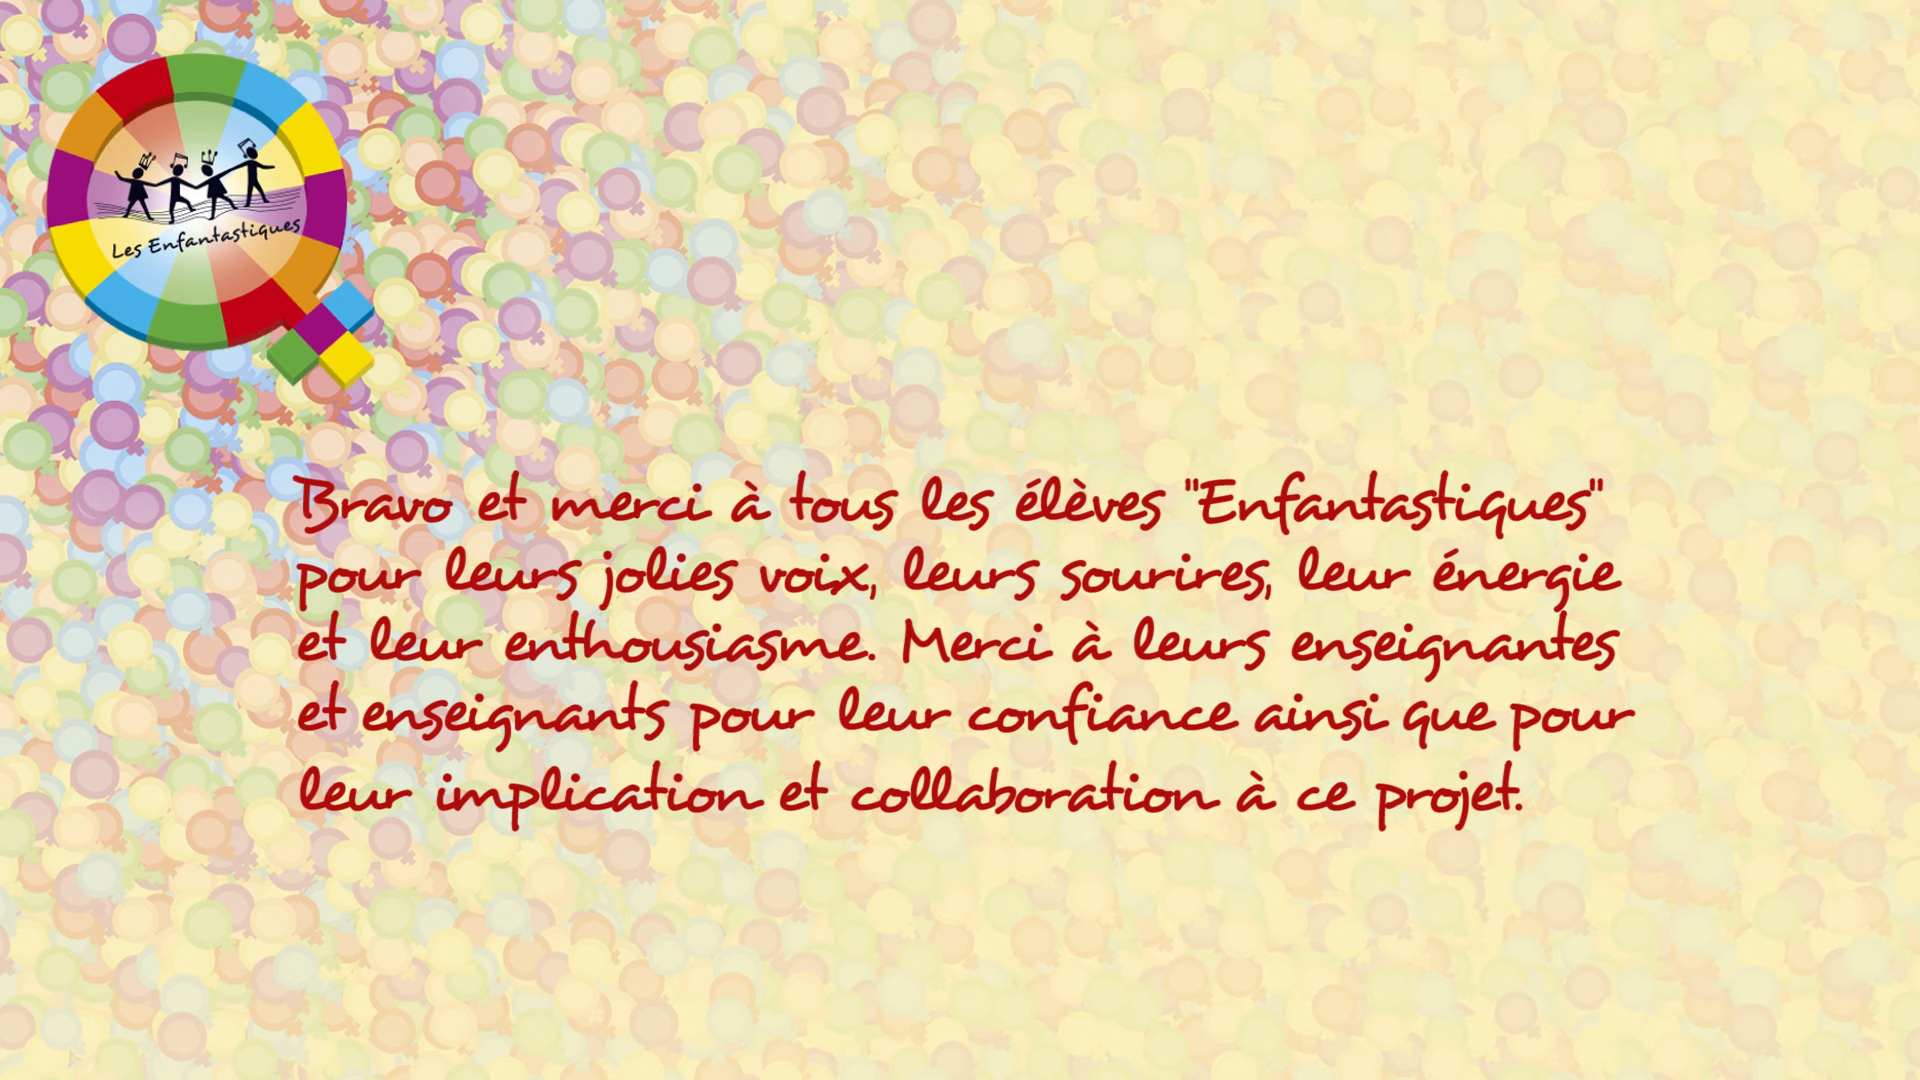 Les Enfantastiques
Bravo et merci à tous les élèves "Enfantastiques"
pour leurs jolies voix, leurs sourires, leur énergie
et leur enthousiasme. Merci à leurs enseignantes
et enseignants pour leur confiance ainsi que pour
leur implication et collaboration à ce projet.